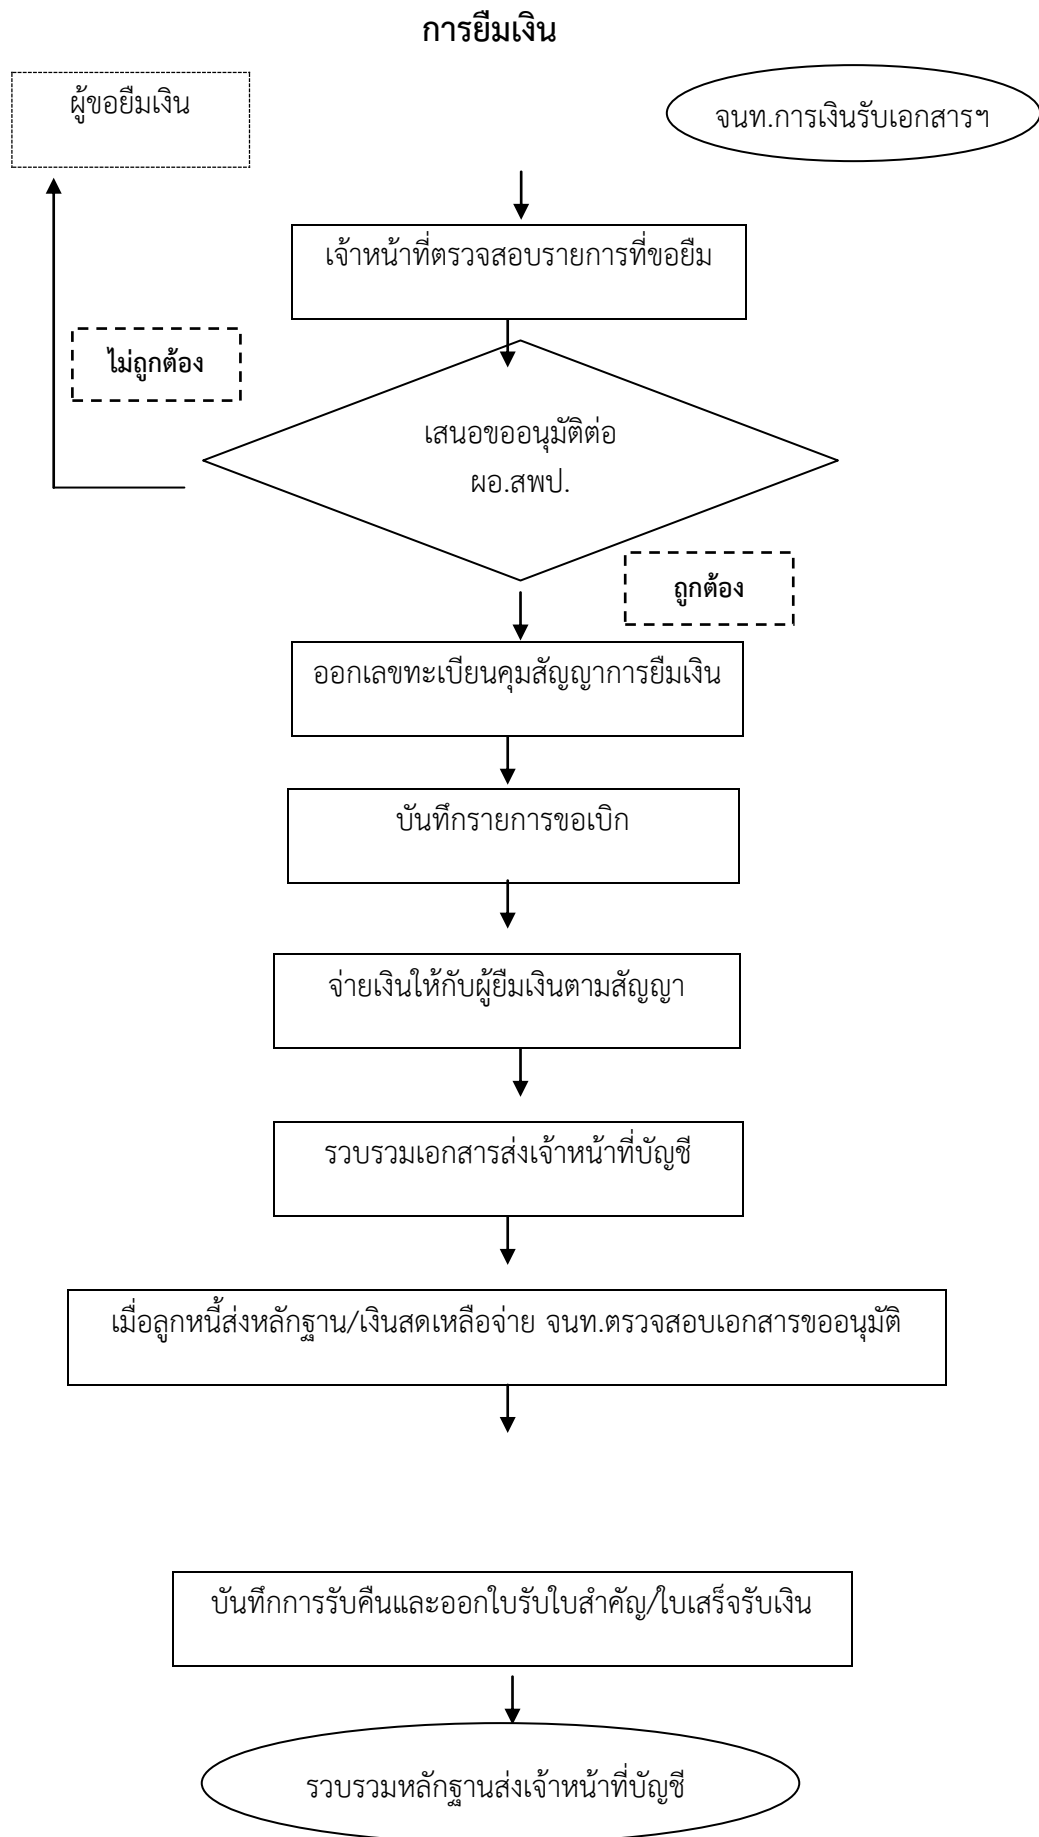 การยืมเงิน
ผู้ขอยืมเงิน
จนท.การเงินรับเอกสารฯ
เจ้าหน้าที่ตรวจสอบรายการที่ขอยืม
ไม่ถูกต้อง
เสนอขออนุมัติต่อ
ผอ.สพป.
ถูกต้อง
ออกเลขทะเบียนคุมสัญญาการยืมเงิน
บันทึกรายการขอเบิก
จ่ายเงินให้กับผู้ยืมเงินตามสัญญา
รวบรวมเอกสารส่งเจ้าหน้าที่บัญชี
เมื่อลูกหนี้ส่งหลักฐาน/เงินสดเหลือจ่าย จนท.ตรวจสอบเอกสารขออนุมัติ
บันทึกการรับคืนและออกใบรับใบสำคัญ/ใบเสร็จรับเงิน
รวบรวมหลักฐานส่งเจ้าหน้าที่บัญชี